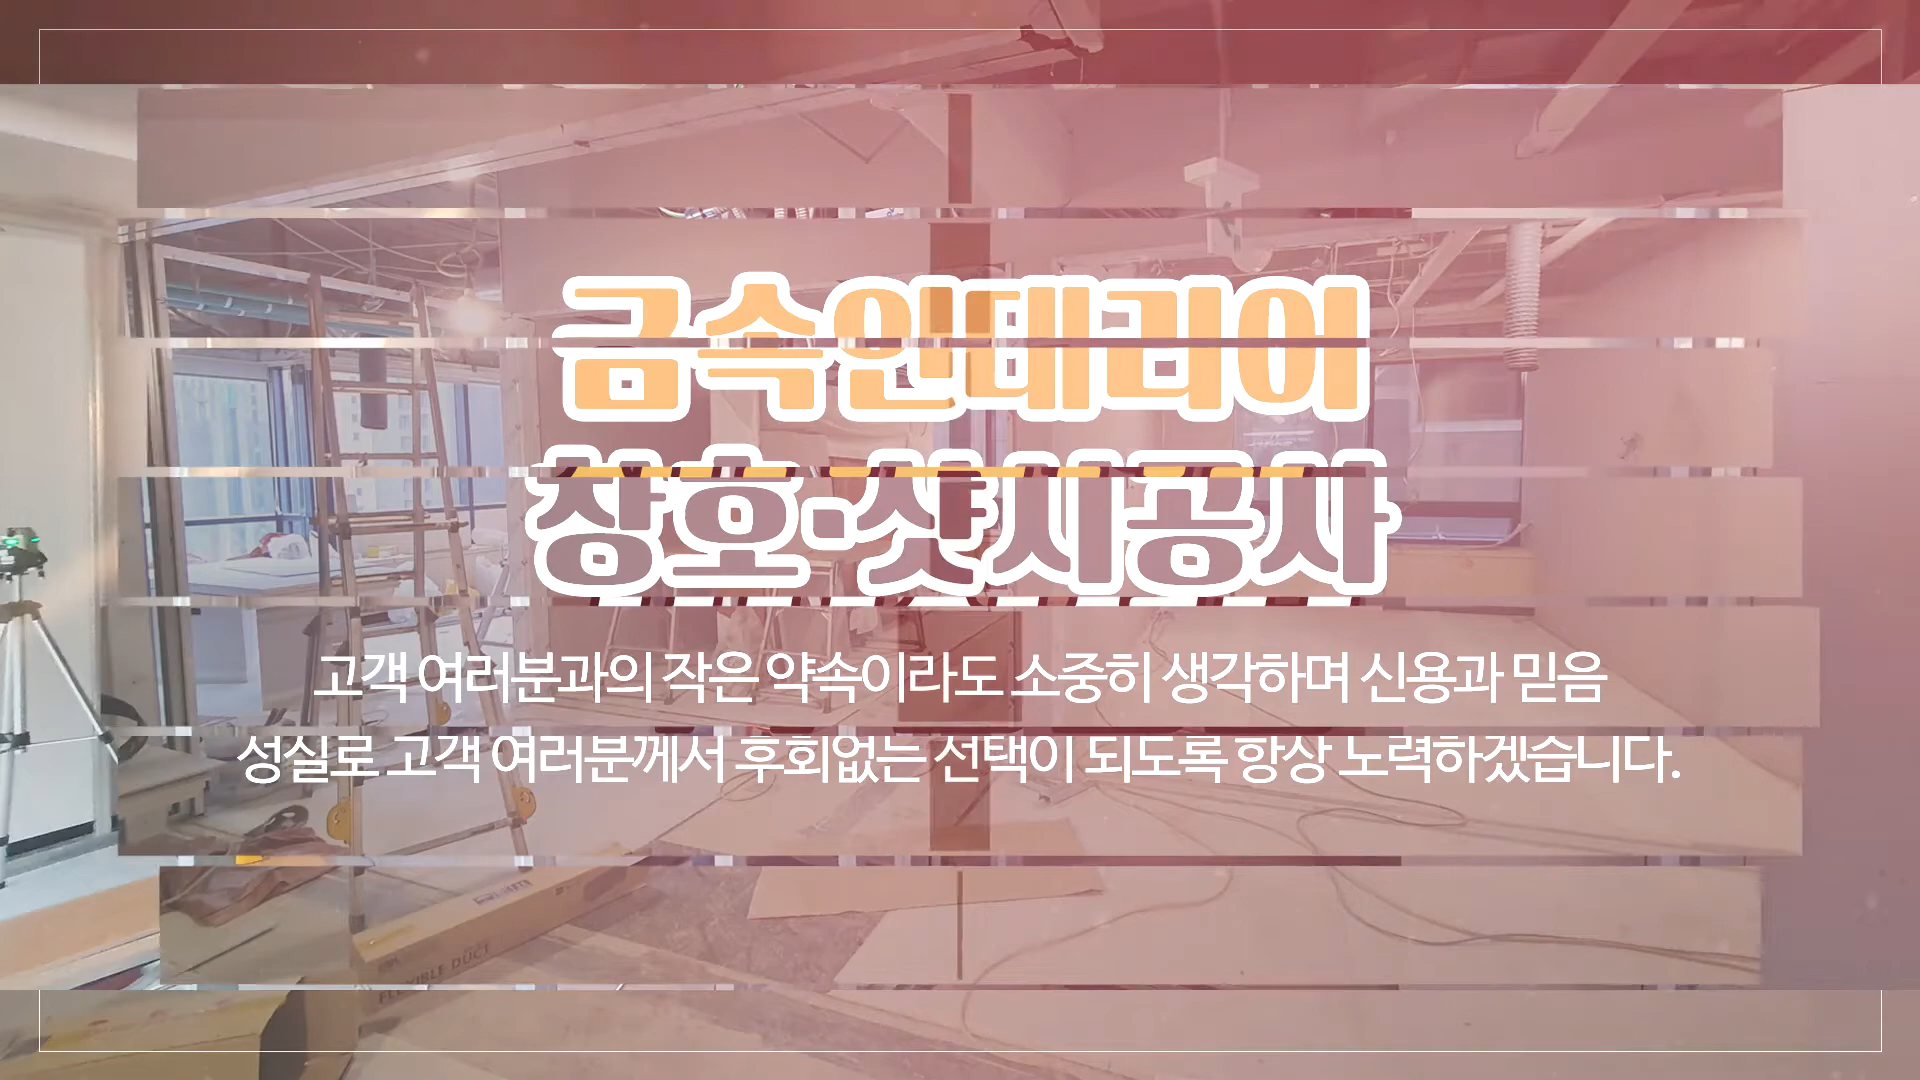 금속인테리어
창호·샷시공사
고객 여러분과의 작은 약속이라도 소중히 생각하며 신용과 믿음
성실로 고객 여러분께서 후회없는 선택이 되도록 항상 노력하겠습니다.
FLEXIBLE DUCT